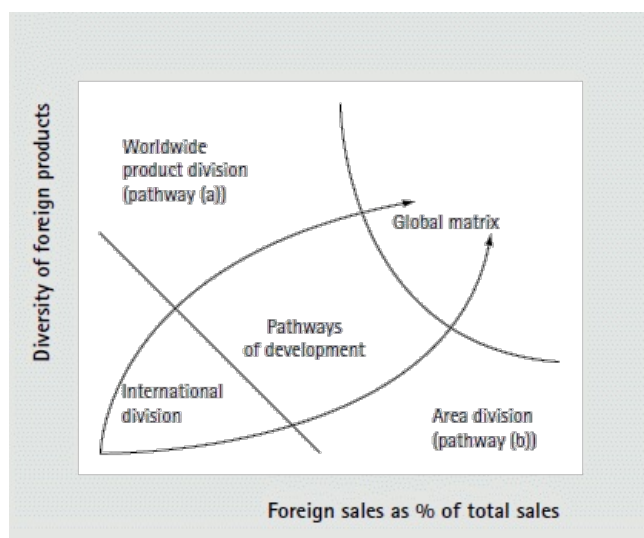 Diversity of foreign products
Worldwide
product division
(pathway (a))
Global matrix
Pathways
of development
International
division
Area division
(pathway (b))
Foreign sales as % of total sales